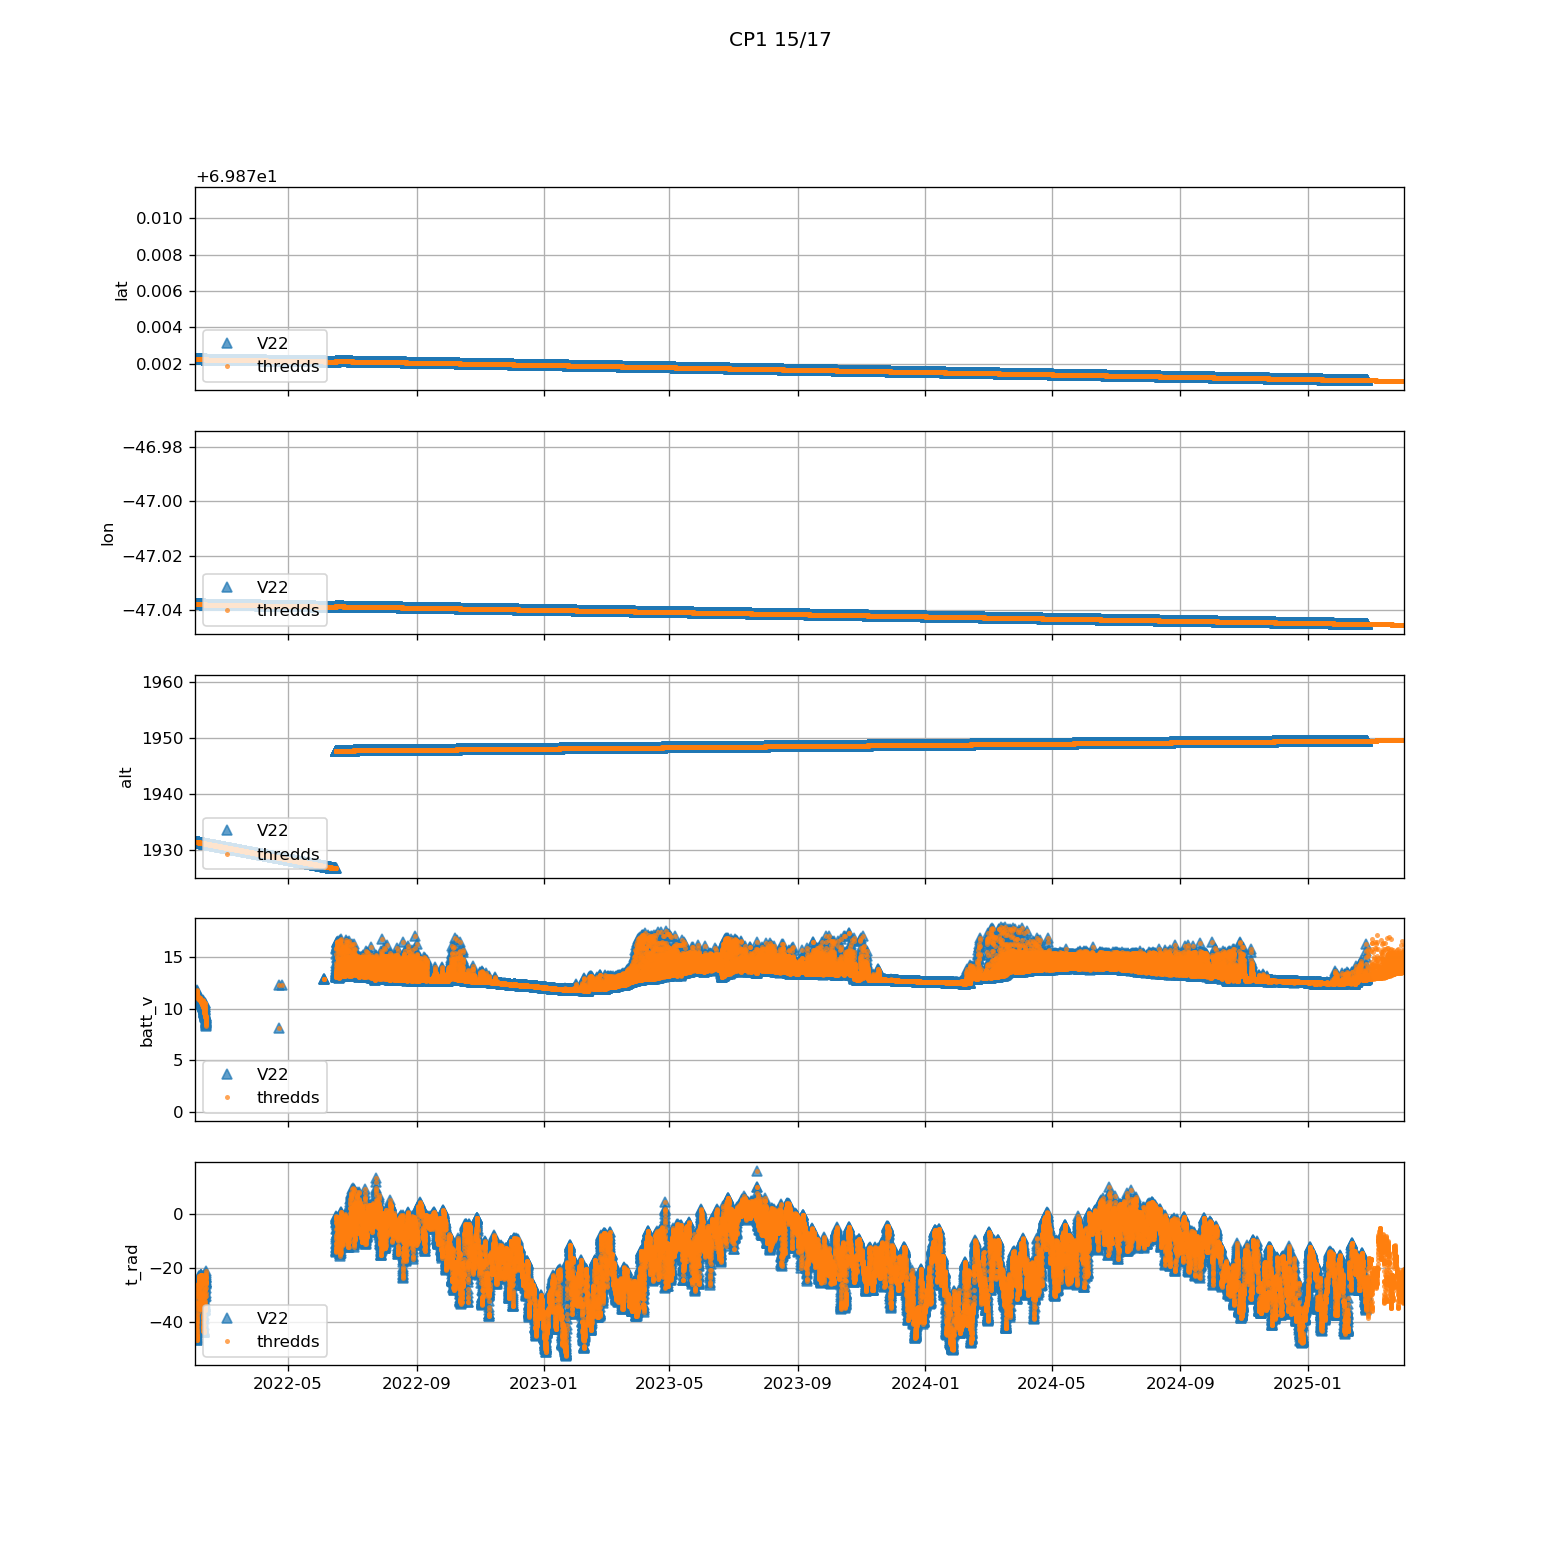 CP1 15/17
+6.987e1
0.010
0.008
0.006
0.004
0.002
lat
V22
thredds
−46.98
−47.00
−47.02
−47.04
lon
V22
thredds
1960
1950
1940
1930
alt
V22
thredds
15
10
5
0
batt_v
V22
thredds
0
−20
−40
t_rad
V22
thredds
2022-05 2022-09 2023-01 2023-05 2023-09 2024-01 2024-05 2024-09 2025-01